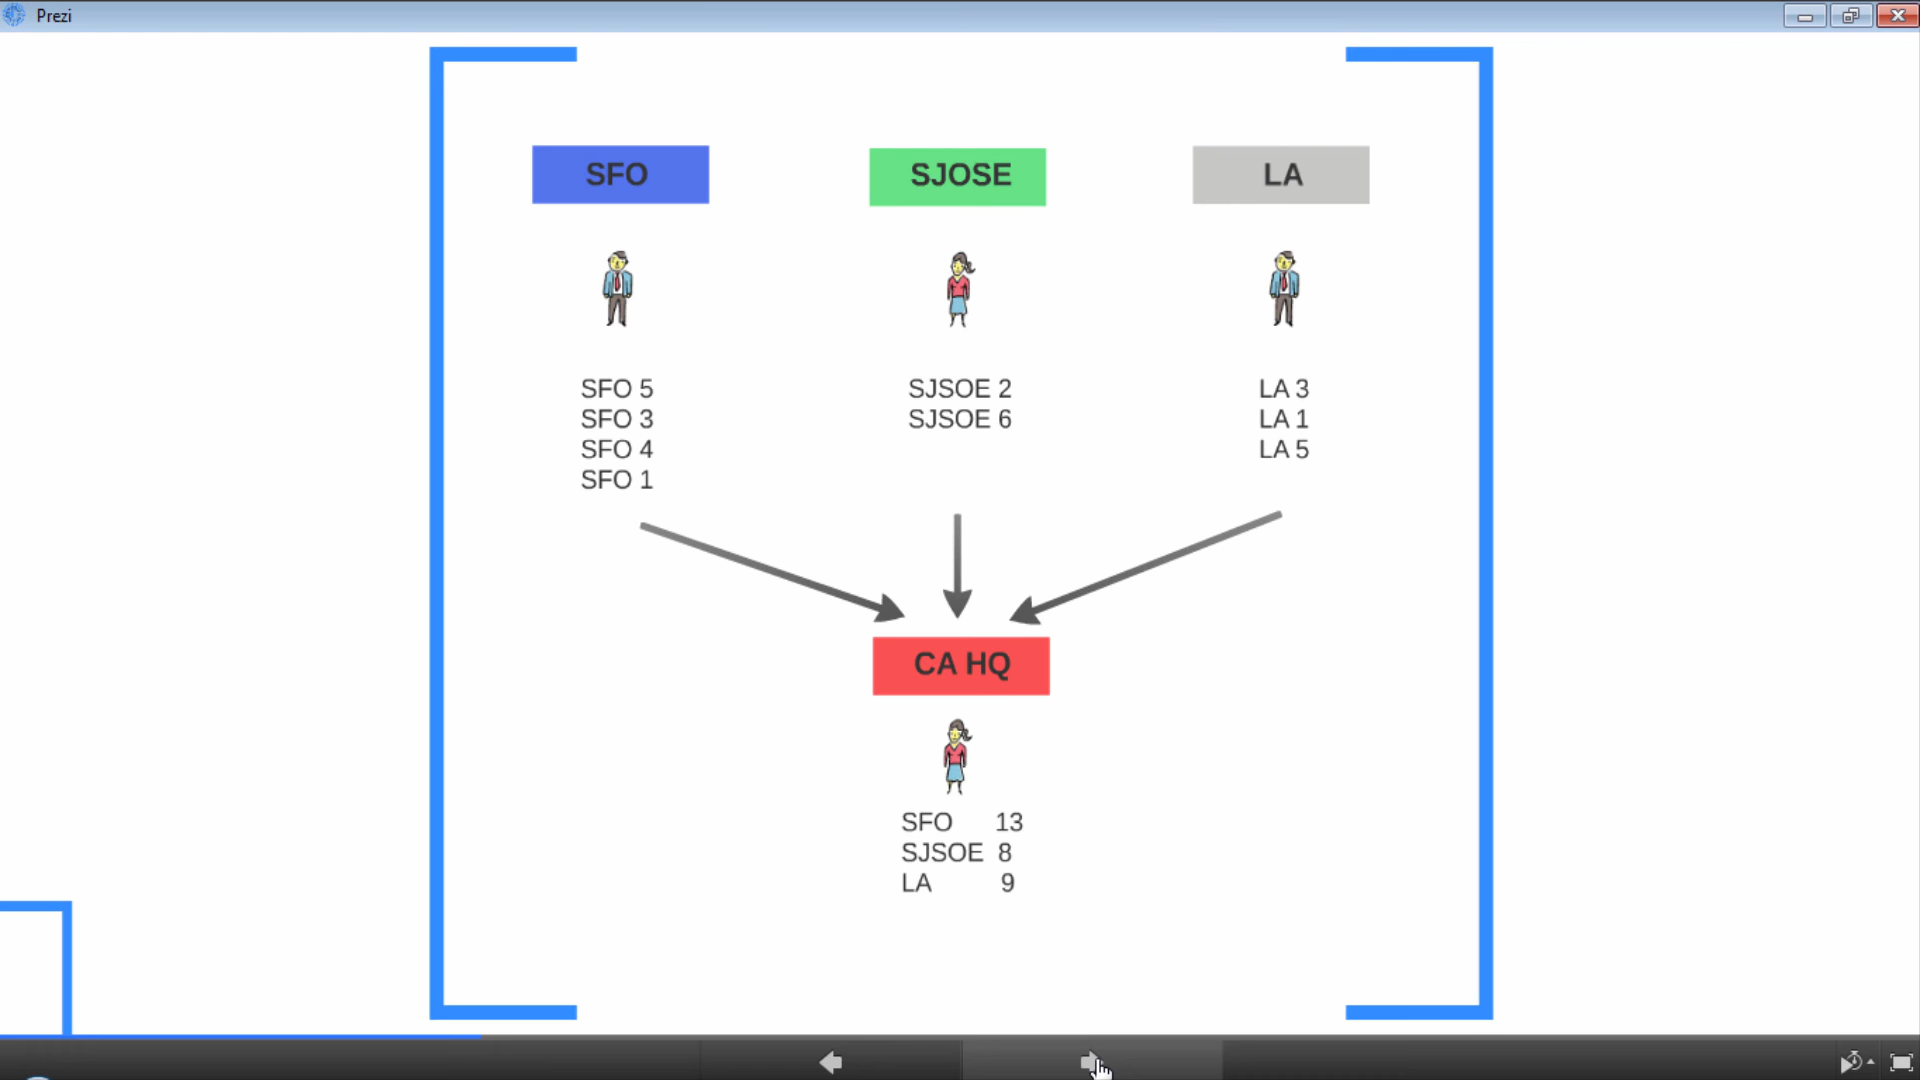 Prezi
SFO
SJOSE
LA
SFO 5
SFO 3
SFO 4
SFO 1
SJSOE 2
SJSOE 6
LA 3
LA 1
LA 5
CA HQ
SFO 13
SJSOE 8
LA 9